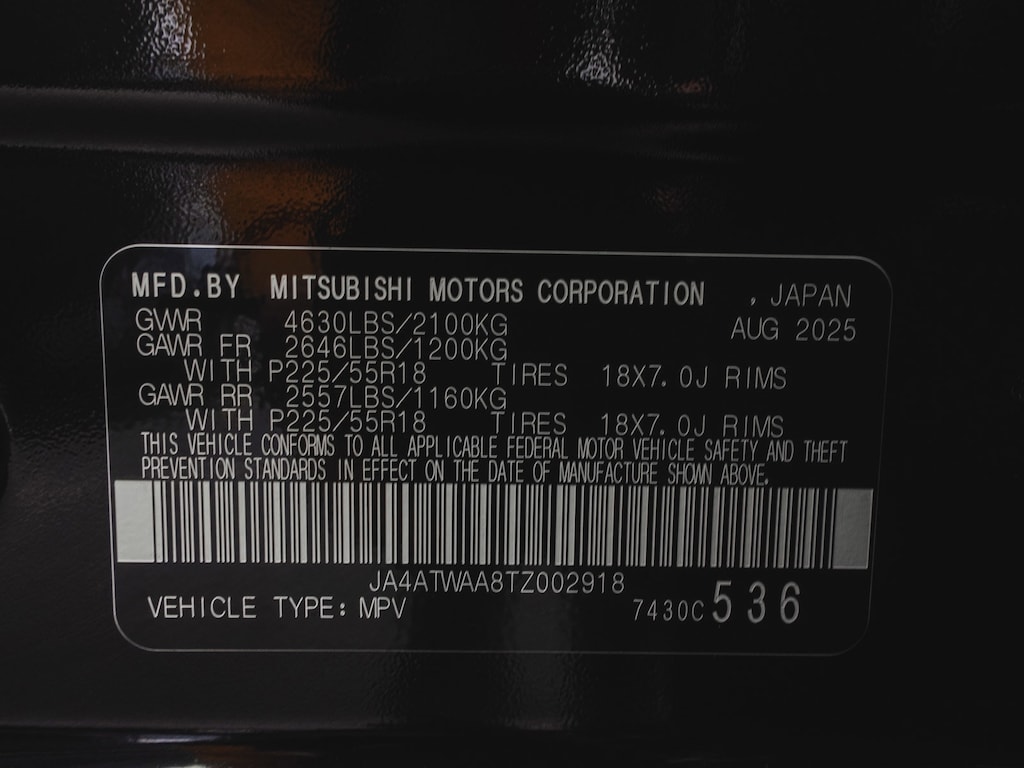 MFD.BY MITSUBISHI MOTORS CORPORATION , JAPAN
GVWR 4630LBS/2100KG AUG 2025
GAWR FR 2646LBS/1200KG
WITH P225/55R18 TIRES 18X7.0J RIMS
GAWR RR 2557LBS/1160KG
WITH P225/55R18 TIRES 18X7.0J RIMS
THIS VEHICLE CONFORMS TO ALL APPLICABLE FEDERAL MOTOR VEHICLE SAFETY AND THEFT
PREVENTION STANDARDS IN EFFECT ON THE DATE OF MANUFACTURE SHOWN ABOVE.
JA4ATWAA8TZ002918
VEHICLE TYPE: MPV 7430C 536